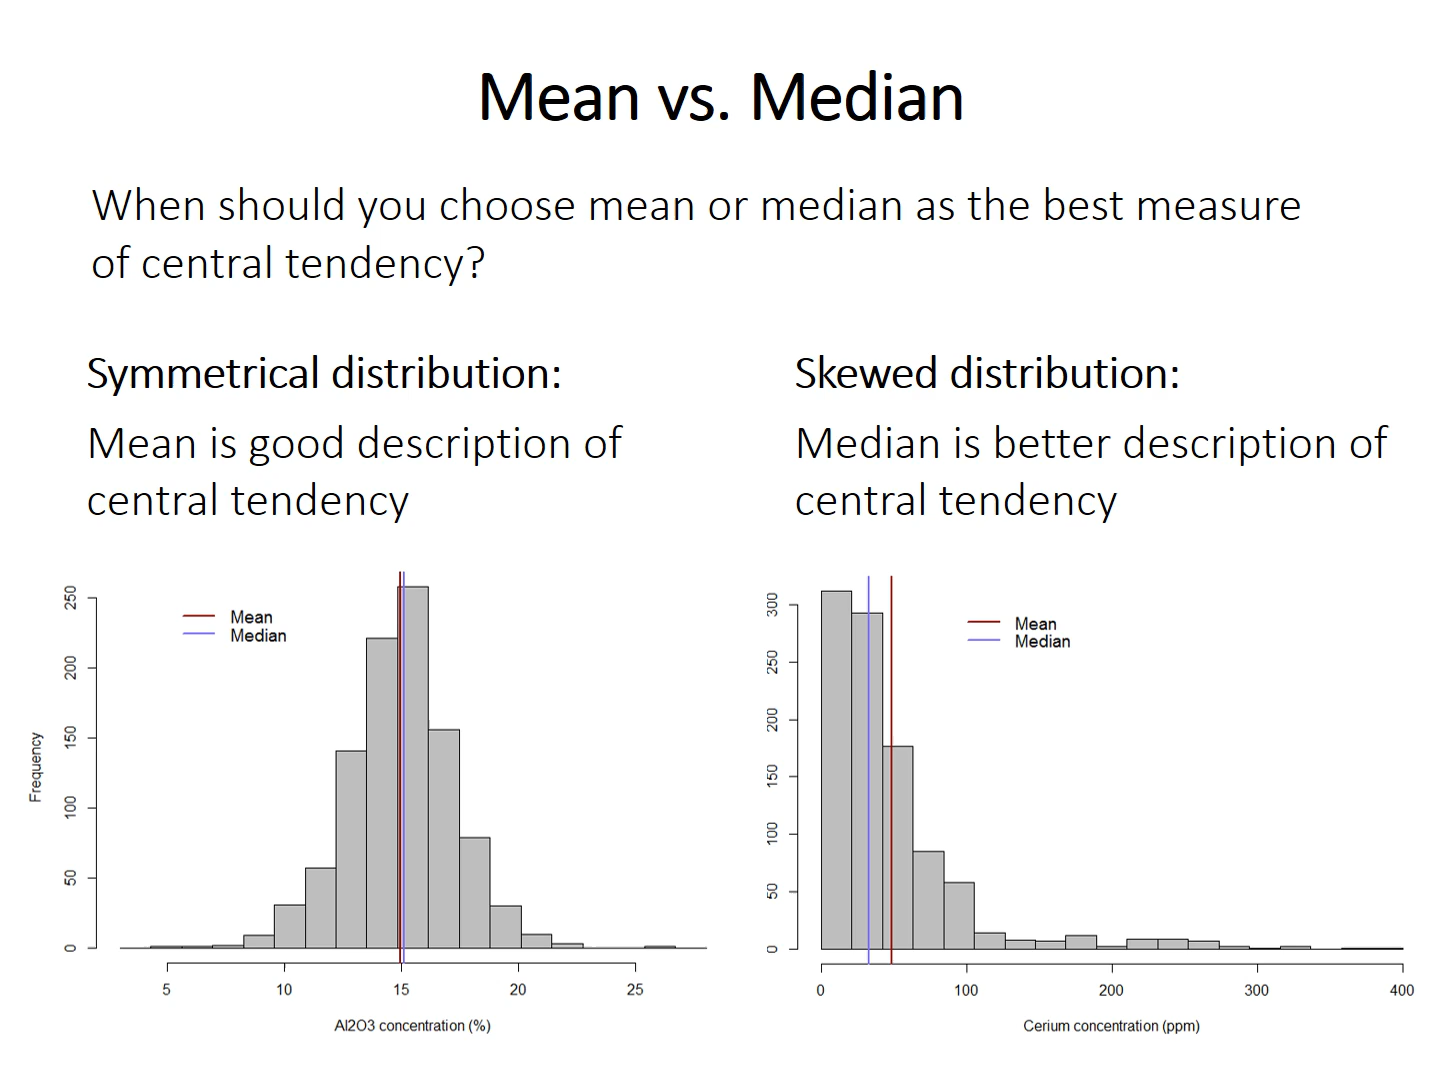 Mean vs. Median
When should you choose mean or median as the best measure
of central tendency?
Symmetrical distribution:
Mean is good description of
central tendency
Skewed distribution:
Median is better description of
central tendency
Mean
Median
Frequency
250
200
150
100
50
0
5 10 15 20 25
Al2O3 concentration (%)
Mean
Median
300
250
200
150
100
50
0
0 100 200 300 400
Cerium concentration (ppm)